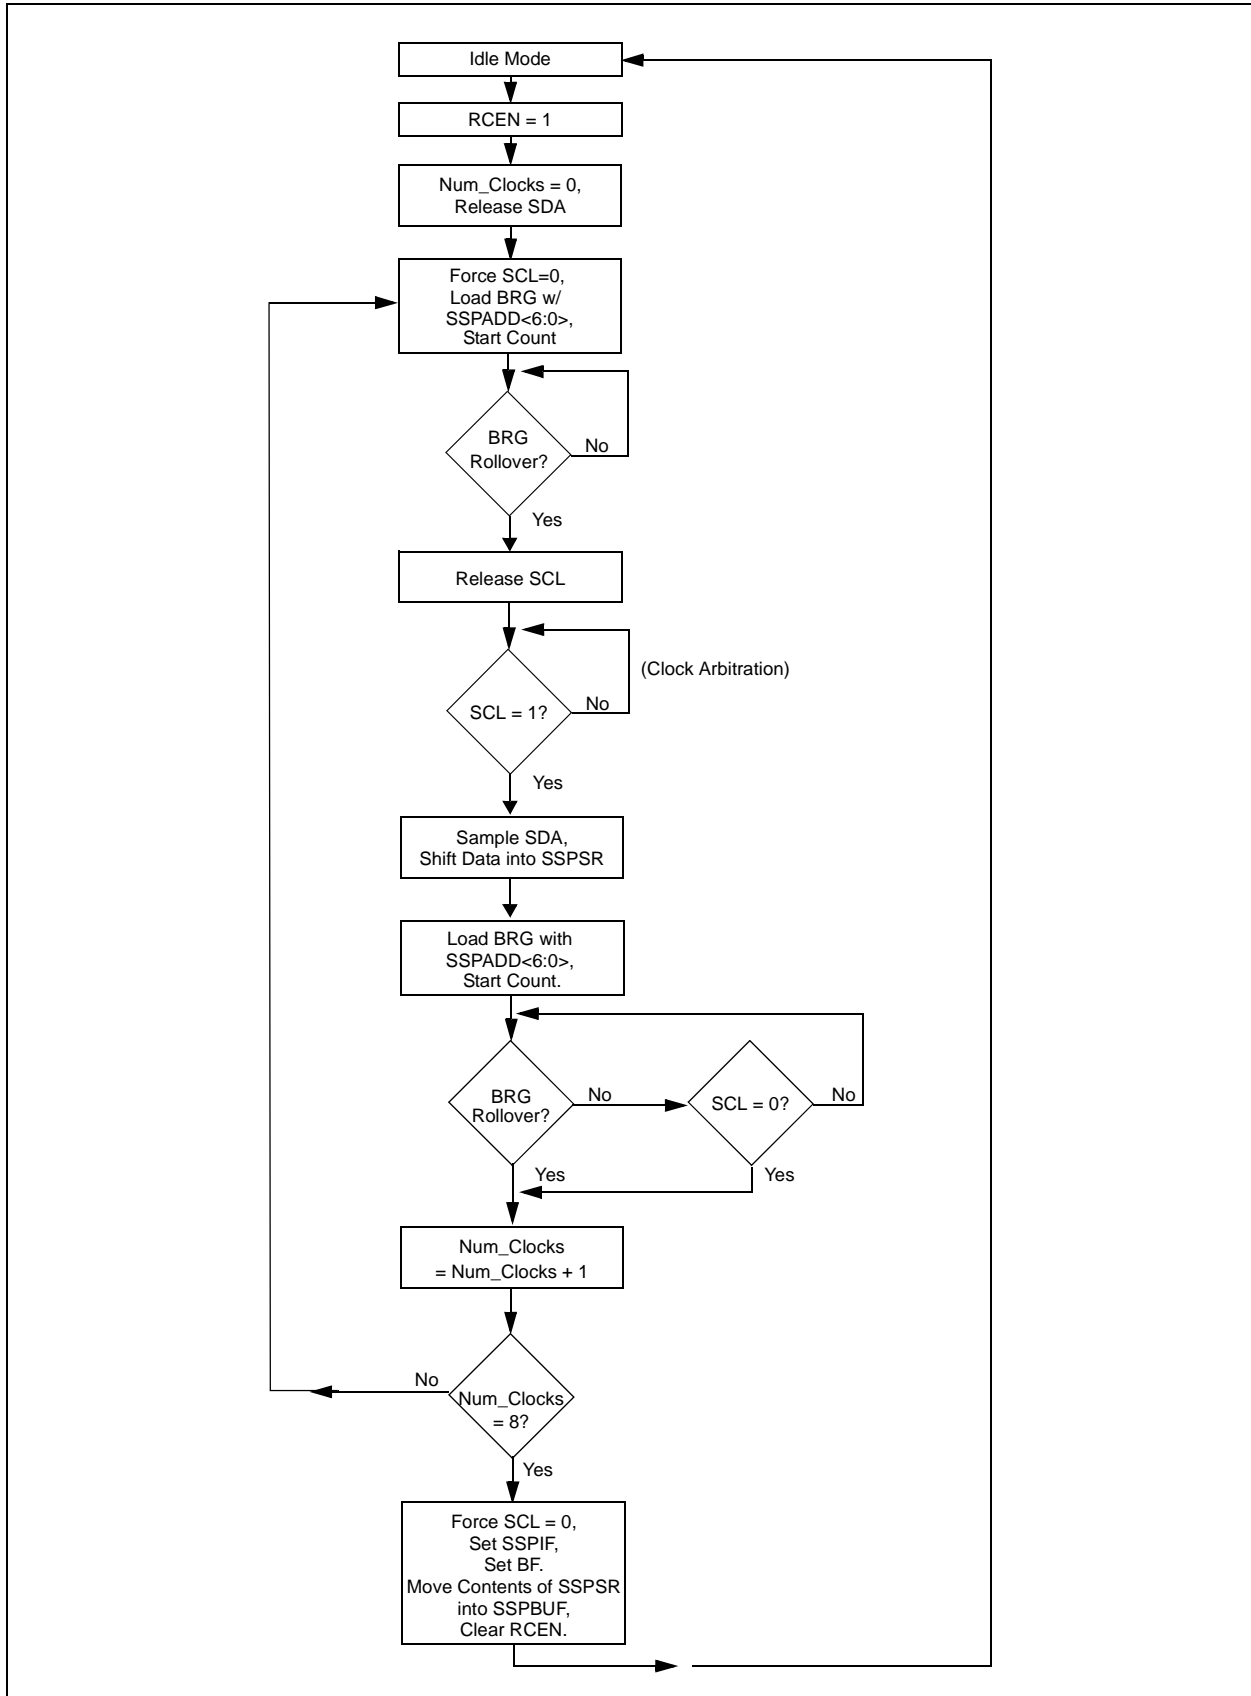 Idle Mode
RCEN = 1
Num_Clocks = 0,
Release SDA
Force SCL=0,
Load BRG w/
SSPADD<6:0>,
Start Count
BRG
Rollover?
No
Yes
Release SCL
(Clock Arbitration)
SCL = 1?
No
Yes
Sample SDA,
Shift Data into SSPSR
Load BRG with
SSPADD<6:0>,
Start Count.
BRG
Rollover?
No
SCL = 0?
No
Yes
Yes
Num_Clocks
= Num_Clocks + 1
No
Num_Clocks
= 8?
Yes
Force SCL = 0,
Set SSPIF,
Set BF.
Move Contents of SSPSR
into SSPBUF,
Clear RCEN.